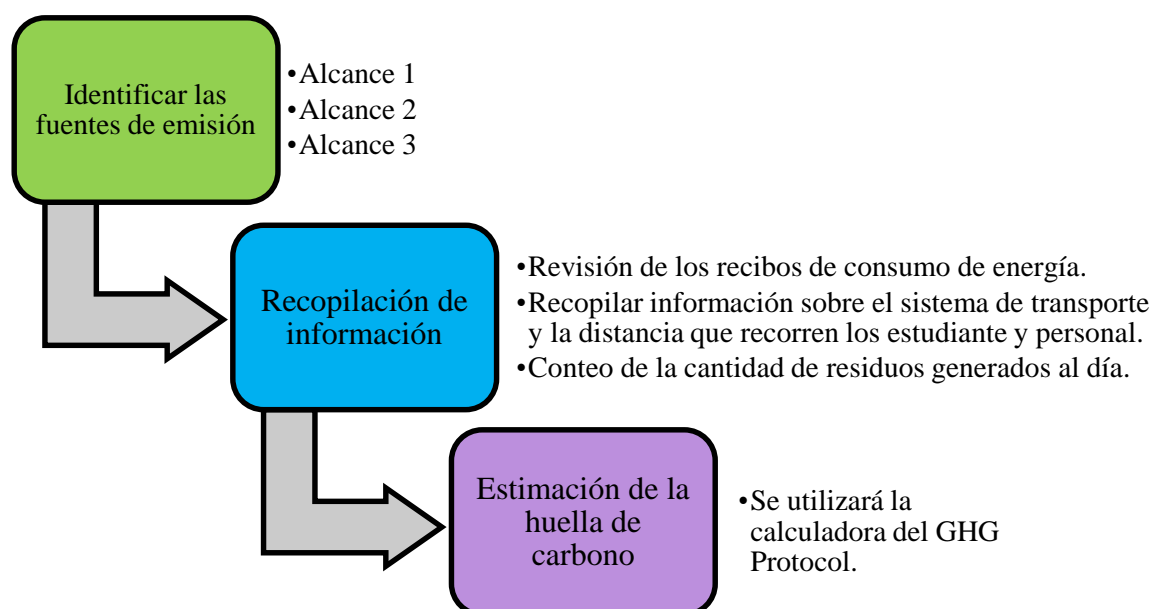 Identificar las
fuentes de emisión
•Alcance 1
•Alcance 2
•Alcance 3
Recopilación de
información
•Revisión de los recibos de consumo de energía.
•Recopilar información sobre el sistema de transporte
y la distancia que recorren los estudiante y personal.
•Conteo de la cantidad de residuos generados al día.
Estimación de la
huella de
carbono
•Se utilizará la
calculadora del GHG
Protocol.